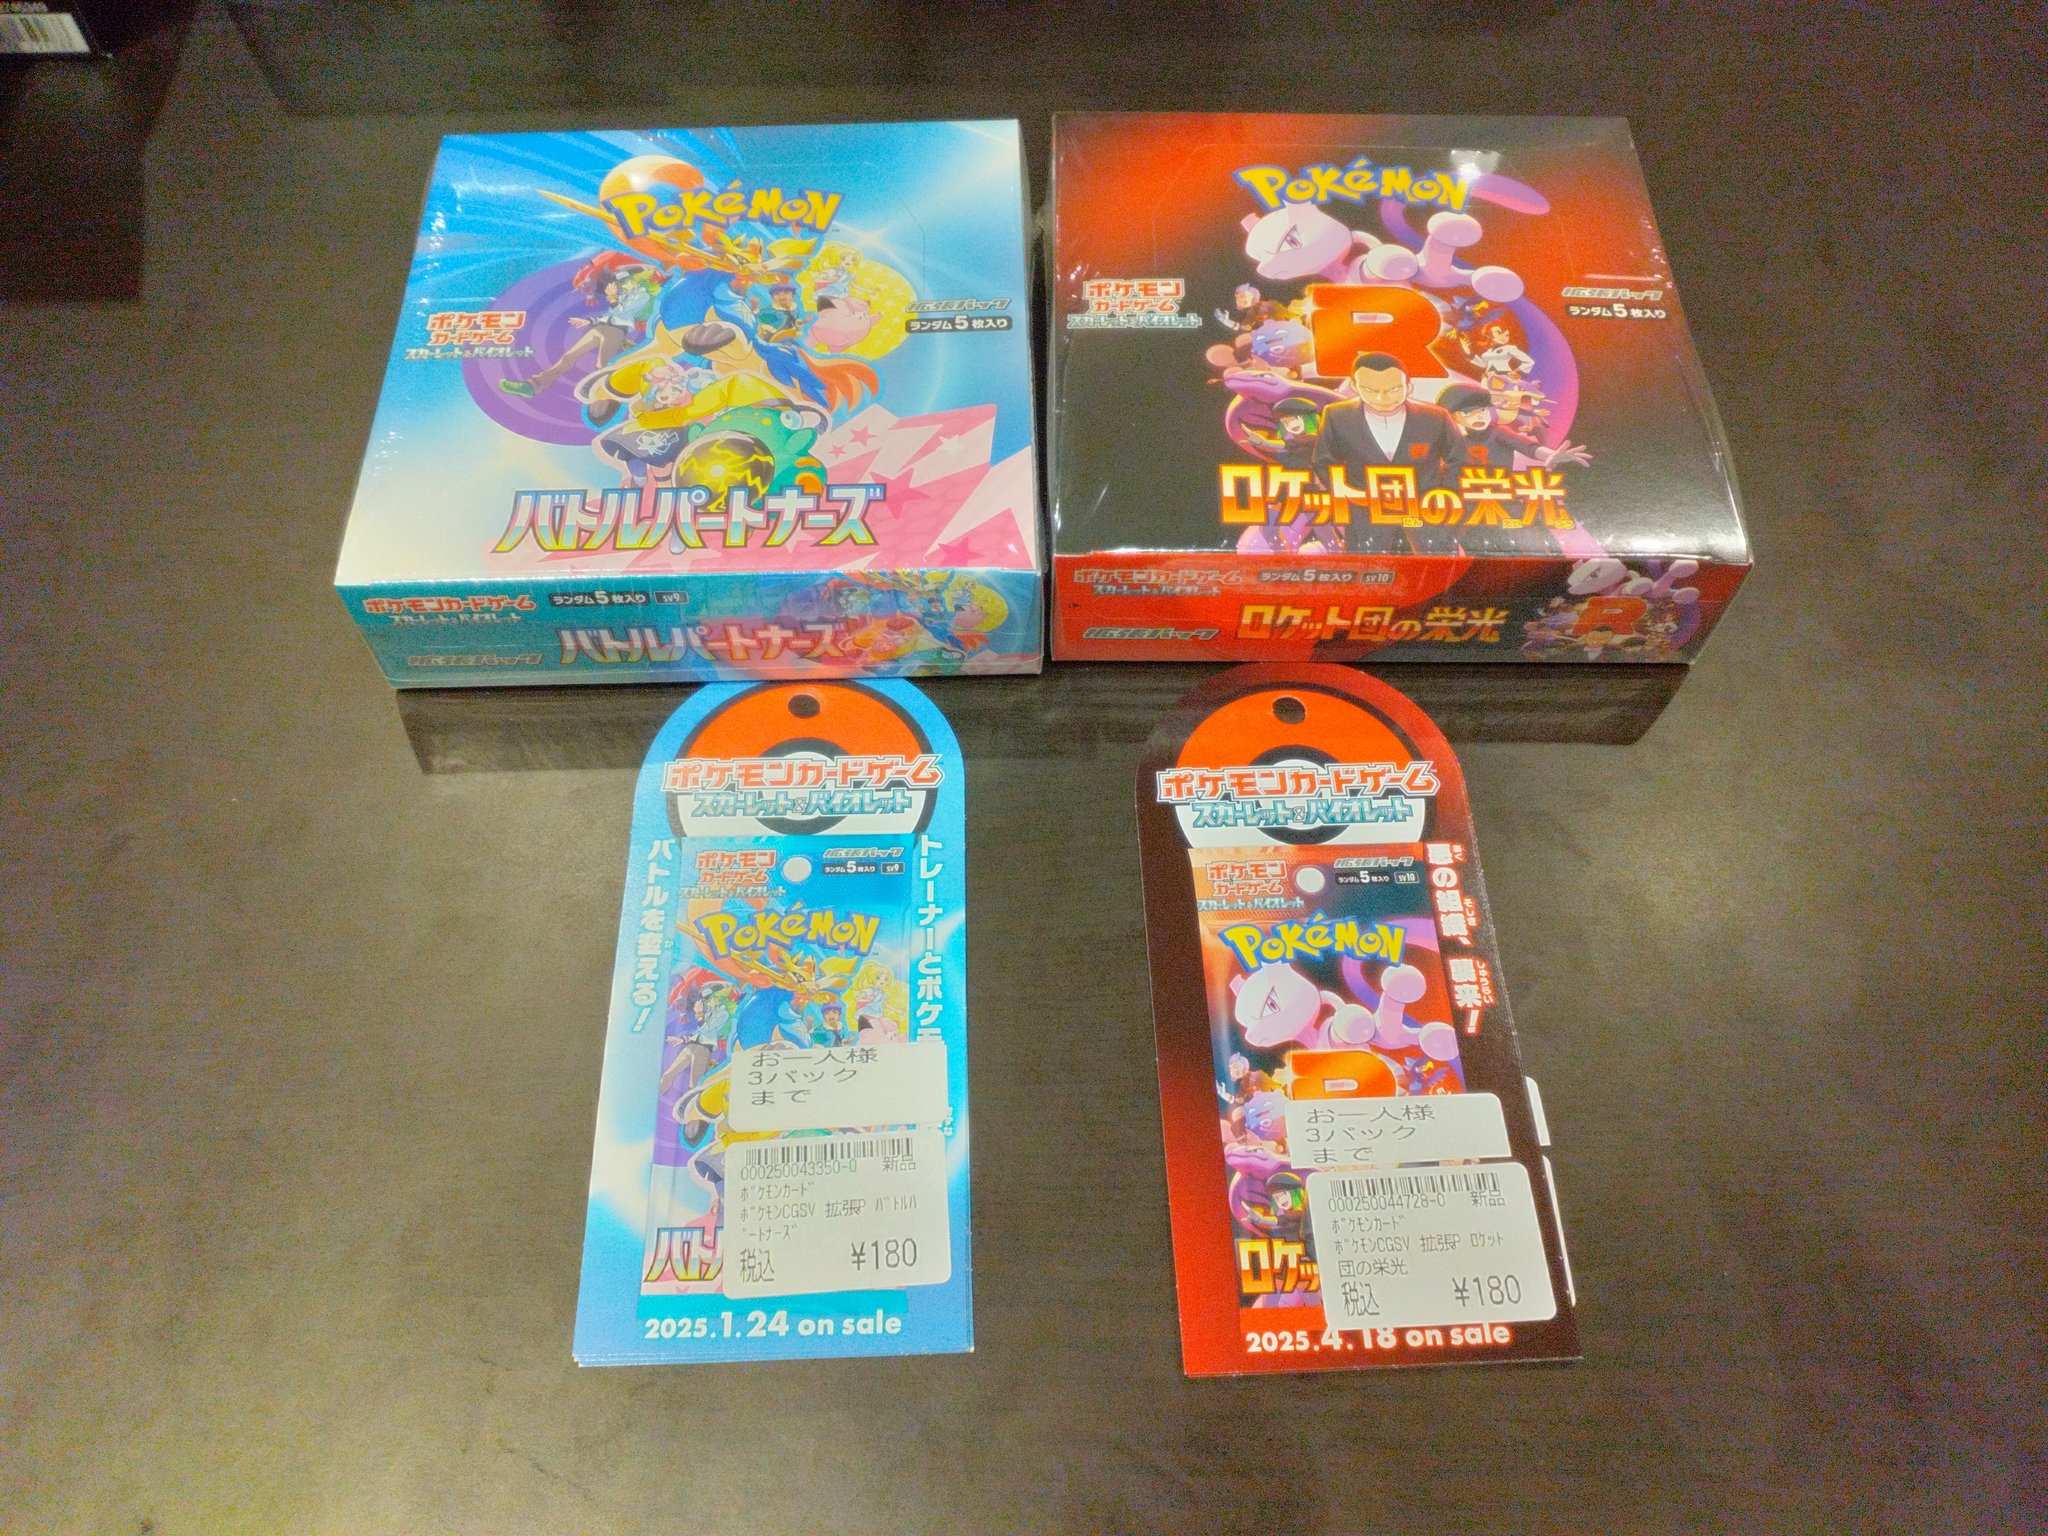 POKÉMON
ポケモン
カードゲーム
スカーレット&バイオレット
拡張パック
ランダム5枚入り
バトルパートナーズ
ポケモンカードゲーム
スカーレット&バイオレット
ランダム5枚入り sv9
拡張パック
バトルパートナーズ
POKÉMON
ポケモン
カードゲーム
スカーレット&バイオレット
拡張パック
ランダム5枚入り
R
ロケット団の栄光
だん えいこう
ポケモンカードゲーム
スカーレット&バイオレット
ランダム5枚入り sv10
拡張パック
ロケット団の栄光
ポケモンカードゲーム
スカーレット&バイオレット
トレーナーとポケモ
バトルを変える!
ポケモン
カードゲーム
スカーレット&バイオレット
拡張パック
ランダム5枚入り sv9
POKÉMON
お一人様
3パック
まで
000250043350-0 新品
ポケモンカード
ポケモンCGSV 拡張P バトルパ
ートナーズ
税込 ¥180
バト
2025.1.24 on sale
ポケモンカードゲーム
スカーレット&バイオレット
悪の組織、襲来!
あく そしき しゅうらい
ポケモン
カードゲーム
スカーレット&バイオレット
拡張パック
ランダム5枚入り sv10
POKÉMON
お一人様
3パック
まで
000250044728-0 新品
ポケモンカード
ポケモンCGSV 拡張P ロケット
団の栄光
税込 ¥180
ロケッ
2025.4.18 on sale